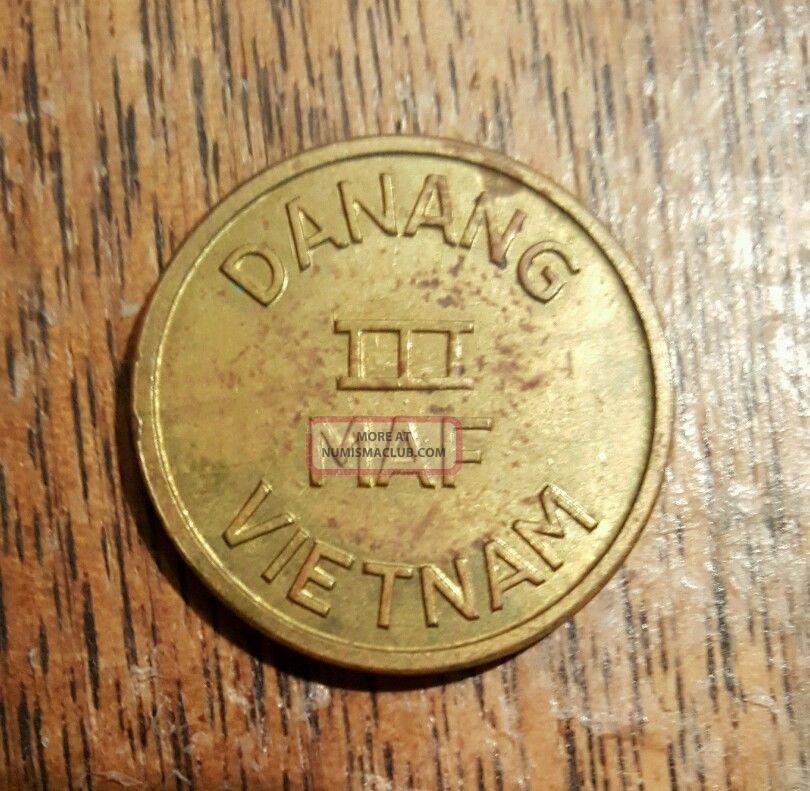 DANANG
III
MAF
MORE AT
NUMISMACLUB.COM
VIETNAM